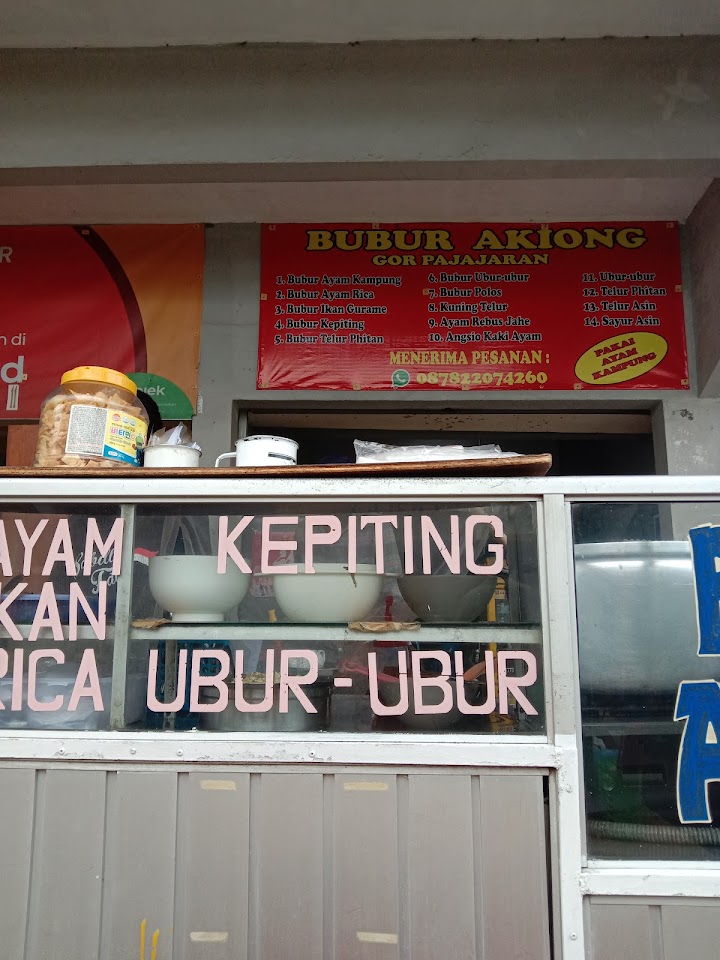 BUBUR AKIONG
GOR PAJAJARAN
1. Bubur Ayam Kampung
2. Bubur Ayam Rica
3. Bubur Ikan Gurame
4. Bubur Kepiting
5. Bubur Telur Phitan
6. Bubur Ubur-ubur
7. Bubur Polos
8. Kuning Telur
9. Ayam Rebus Jahe
10. Angsio Kaki Ayam
11. Ubur-ubur
12. Telur Phitan
13. Telur Asin
14. Sayur Asin
MENERIMA PESANAN :
087822074260
PAKAI
AYAM
KAMPUNG
R
n di
d
jek
AYAM KEPITING
KAN
RICA UBUR-UBUR